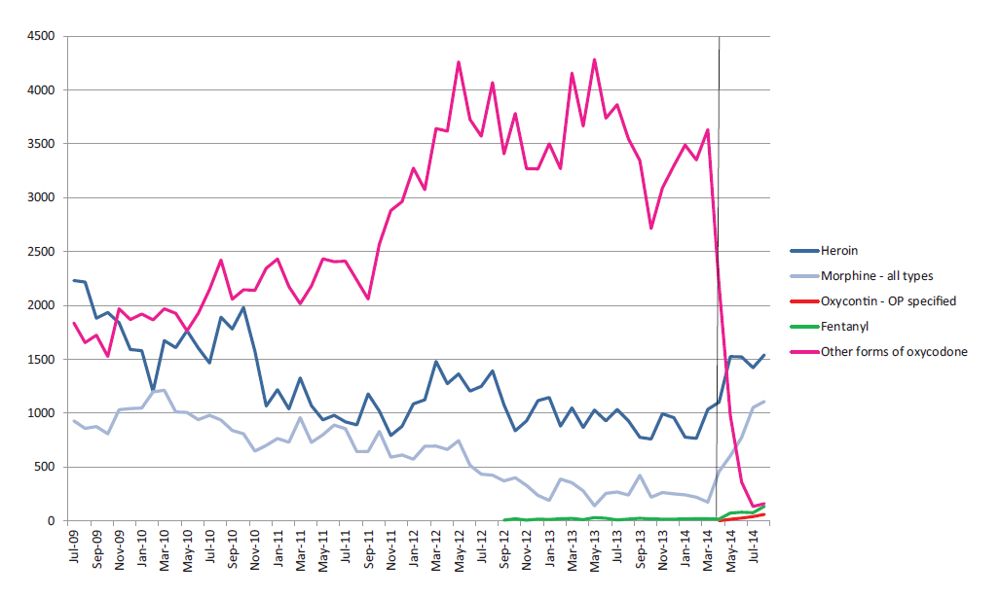 4500
4000
3500
3000
2500
2000
1500
1000
500
0
Jul-09
Sep-09
Nov-09
Jan-10
Mar-10
May-10
Jul-10
Sep-10
Nov-10
Jan-11
Mar-11
May-11
Jul-11
Sep-11
Nov-11
Jan-12
Mar-12
May-12
Jul-12
Sep-12
Nov-12
Jan-13
Mar-13
May-13
Jul-13
Sep-13
Nov-13
Jan-14
Mar-14
May-14
Jul-14
Heroin
Morphine - all types
Oxycontin - OP specified
Fentanyl
Other forms of oxycodone